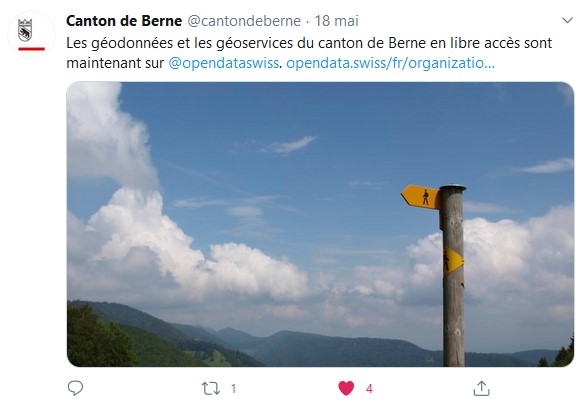 Canton de Berne @cantondeberne · 18 mai
Les géodonnées et les géoservices du canton de Berne en libre accès sont
maintenant sur @opendataswiss. opendata.swiss/fr/organizatio...
1
4